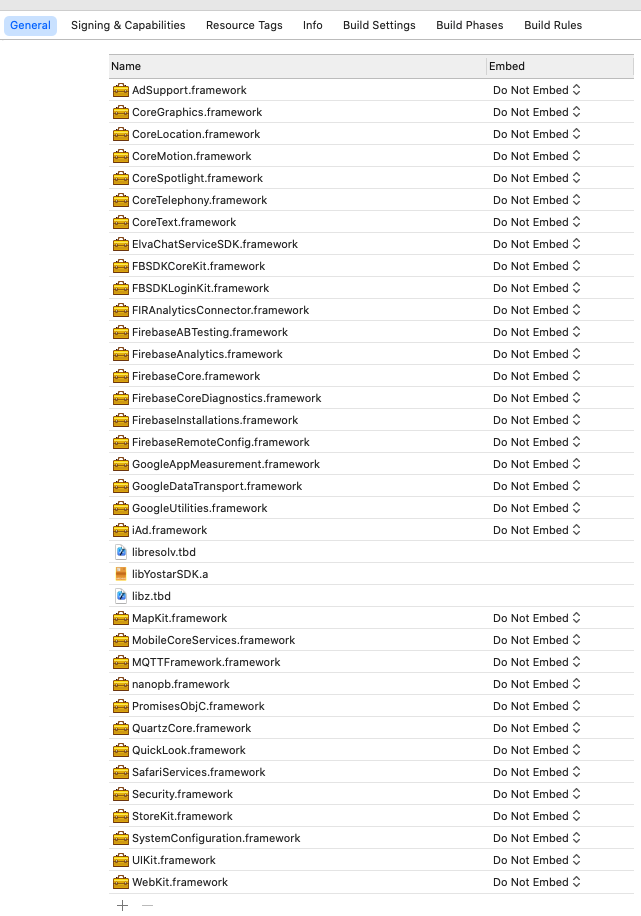 General Signing & Capabilities Resource Tags Info Build Settings Build Phases Build Rules
Name Embed
AdSupport.framework Do Not Embed
CoreGraphics.framework Do Not Embed
CoreLocation.framework Do Not Embed
CoreMotion.framework Do Not Embed
CoreSpotlight.framework Do Not Embed
CoreTelephony.framework Do Not Embed
CoreText.framework Do Not Embed
ElvaChatServiceSDK.framework Do Not Embed
FBSDKCoreKit.framework Do Not Embed
FBSDKLoginKit.framework Do Not Embed
FIRAnalyticsConnector.framework Do Not Embed
FirebaseABTesting.framework Do Not Embed
FirebaseAnalytics.framework Do Not Embed
FirebaseCore.framework Do Not Embed
FirebaseCoreDiagnostics.framework Do Not Embed
FirebaseInstallations.framework Do Not Embed
FirebaseRemoteConfig.framework Do Not Embed
GoogleAppMeasurement.framework Do Not Embed
GoogleDataTransport.framework Do Not Embed
GoogleUtilities.framework Do Not Embed
iAd.framework Do Not Embed
libresolv.tbd
libYostarSDK.a
libz.tbd
MapKit.framework Do Not Embed
MobileCoreServices.framework Do Not Embed
MQTTFramework.framework Do Not Embed
nanopb.framework Do Not Embed
PromisesObjC.framework Do Not Embed
QuartzCore.framework Do Not Embed
QuickLook.framework Do Not Embed
SafariServices.framework Do Not Embed
Security.framework Do Not Embed
StoreKit.framework Do Not Embed
SystemConfiguration.framework Do Not Embed
UIKit.framework Do Not Embed
WebKit.framework Do Not Embed